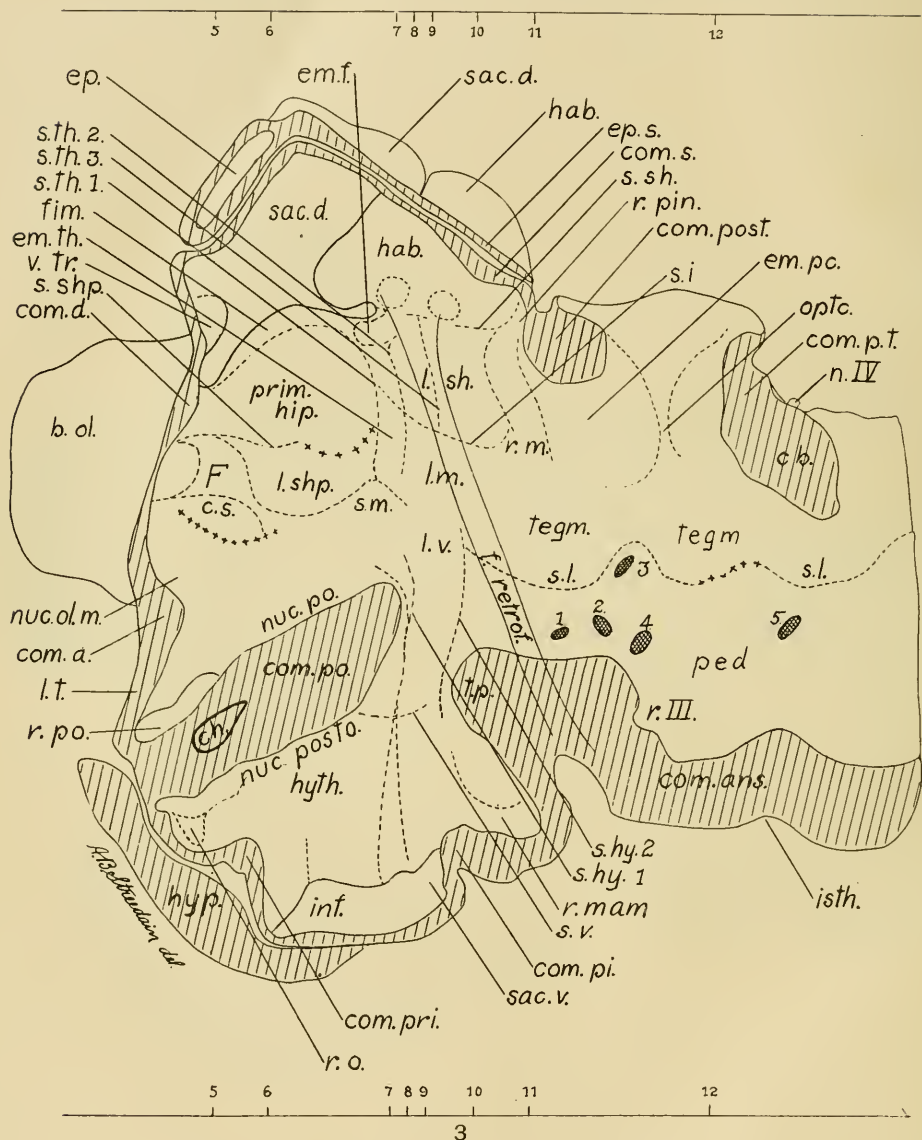 5 6 7 8 9 10 11 12
ep.
em.f.
sac.d.
hab.
s.th. 2.
s.th. 3.
s.th. 1.
fim.
em.th.
v. tr.
s. shp.
com.d.
ep.s.
com.s.
s.sh.
r. pin.
com.post.
s.i
em.pc.
optc.
com.p.t.
n. IV
sac.d.
hab.
prim.
hip.
l. sh.
r.m.
b.ol.
F
l.shp.
c.s.
s.m.
l.m.
cb.
tegm.
tegm
l.v.
s.l.
3
s.l.
f. retrof.
nuc.ol.m.
com.a.
l.t.
r. po.
nuc.po.
com.po.
ch.
nuc posto.
hyth.
t.p.
1
2.
4
5
ped
r.III.
com.ans.
hyp.
inf.
s.hy.2
s.hy.1
r.mam
s.v.
com.pi.
sac.v.
isth.
com.pri.
r.o.
del.
5 6 7 8 9 10 11 12
3